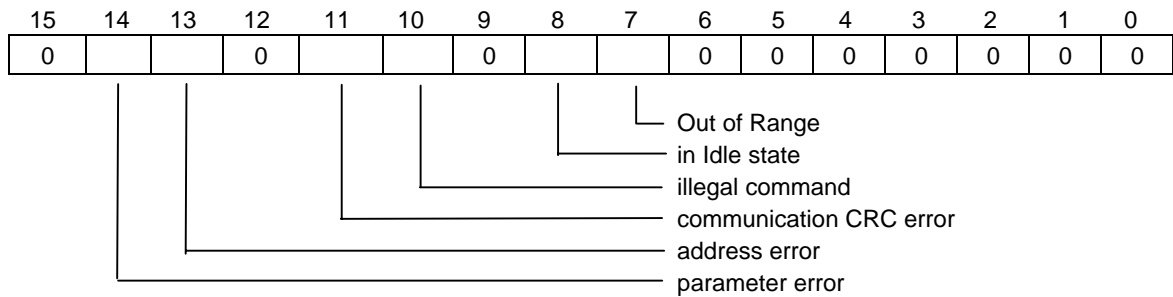 15 14 13 12 11 10 9 8 7 6 5 4 3 2 1 0
0 0 0 0 0 0 0 0 0 0
Out of Range
in Idle state
illegal command
communication CRC error
address error
parameter error